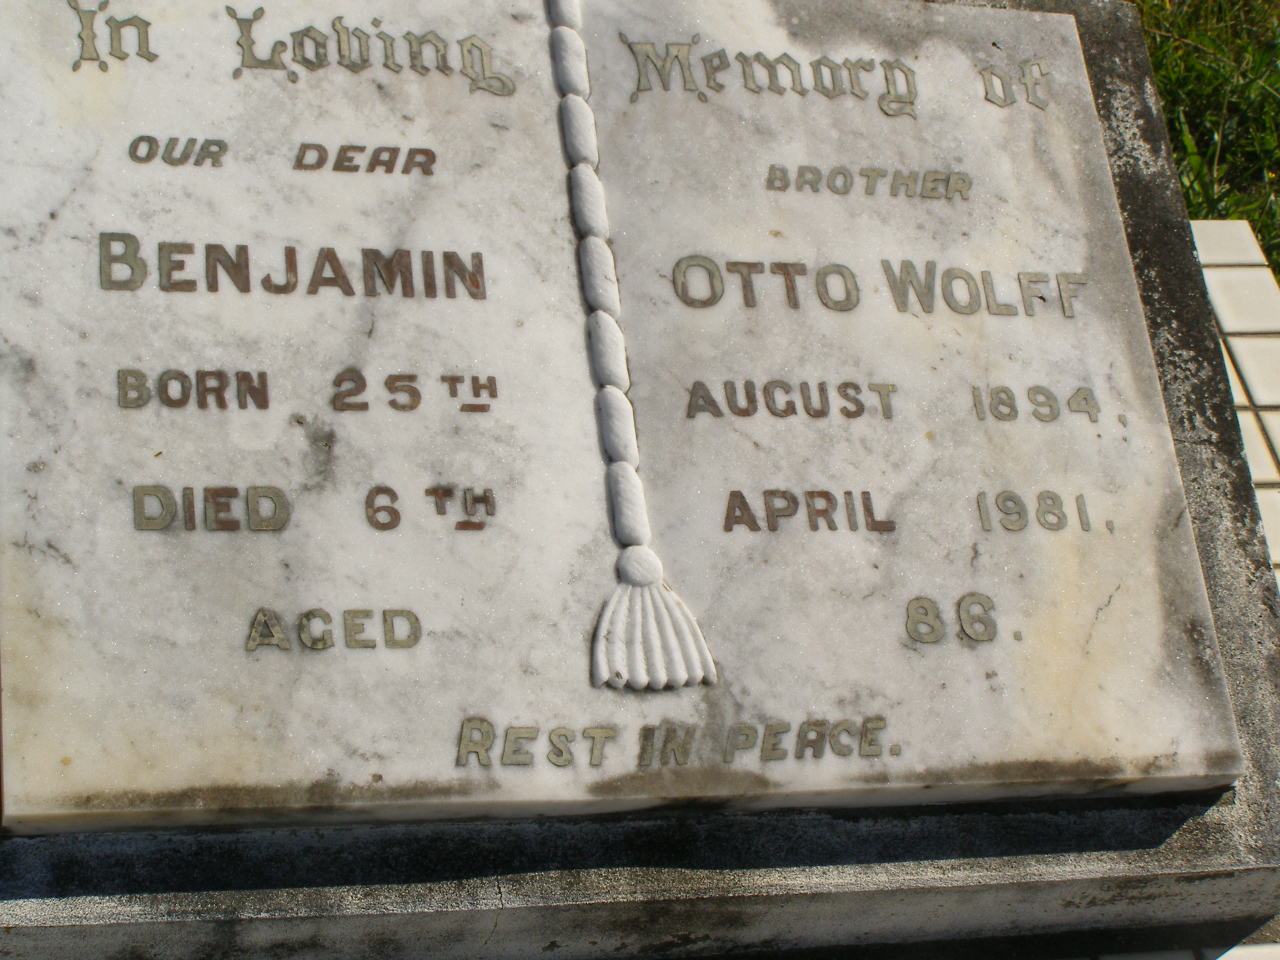 In Loving Memory of
OUR DEAR BROTHER
BENJAMIN OTTO WOLFF
BORN 25TH AUGUST 1894,
DIED 6TH APRIL 1981,
AGED 86.
REST IN PEACE.